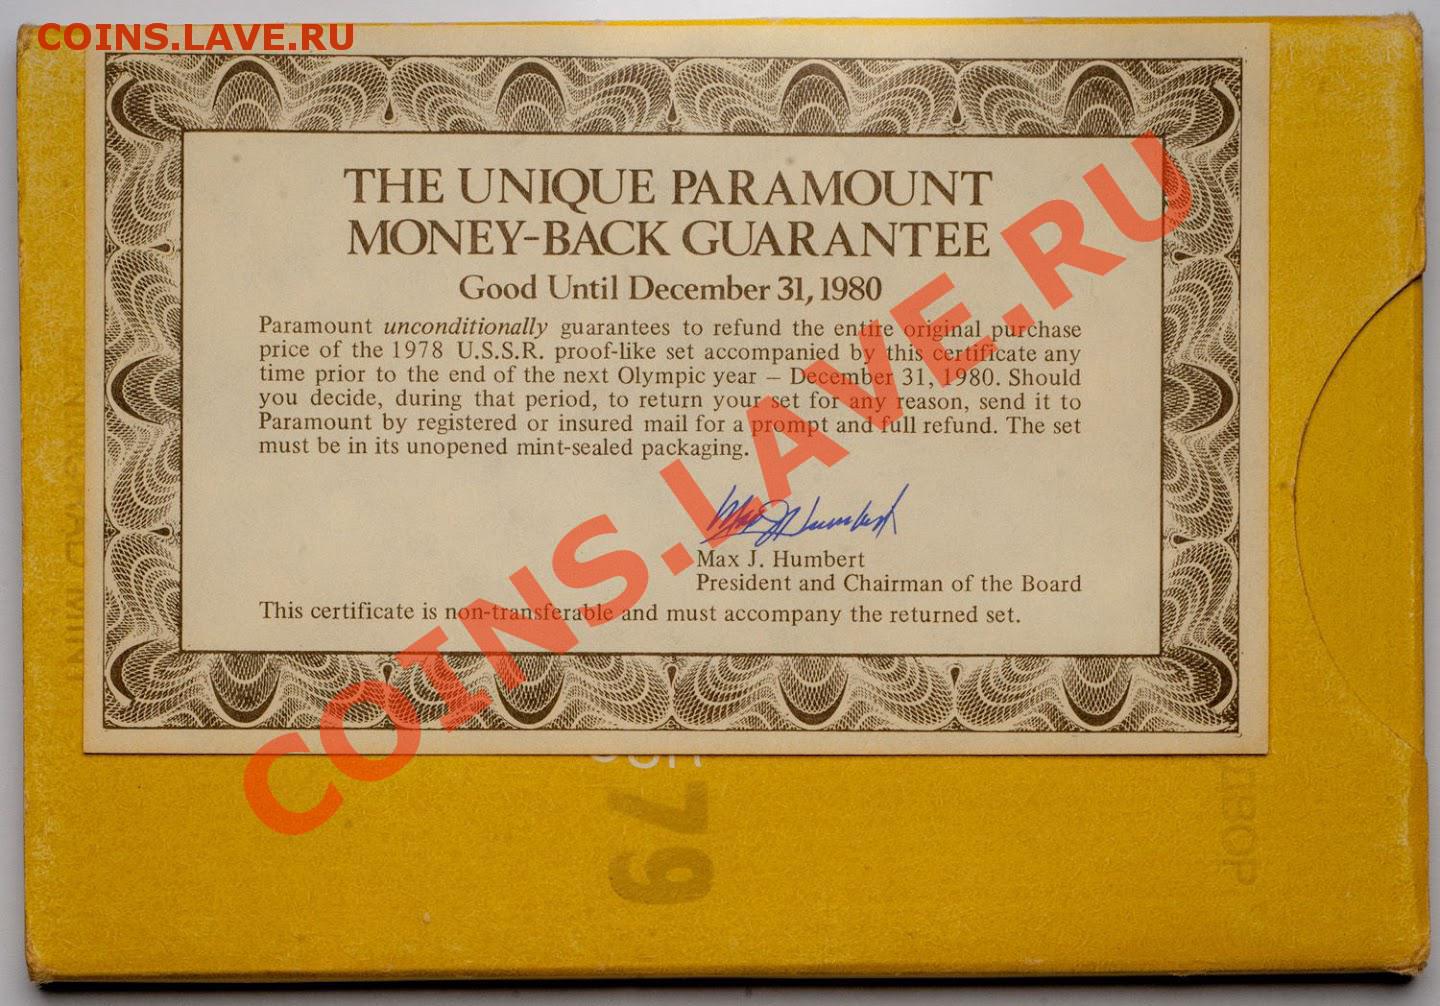 COINS.LAVE.RU
THE UNIQUE PARAMOUNT
MONEY-BACK GUARANTEE
Good Until December 31, 1980
Paramount unconditionally guarantees to refund the entire original purchase
price of the 1978 U.S.S.R. proof-like set accompanied by this certificate any
time prior to the end of the next Olympic year – December 31, 1980. Should
you decide, during that period, to return your set for any reason, send it to
Paramount by registered or insured mail for a prompt and full refund. The set
must be in its unopened mint-sealed packaging.
Max J. Humbert
Max J. Humbert
President and Chairman of the Board
This certificate is non-transferable and must accompany the returned set.
COINS.LAVE.RU
79